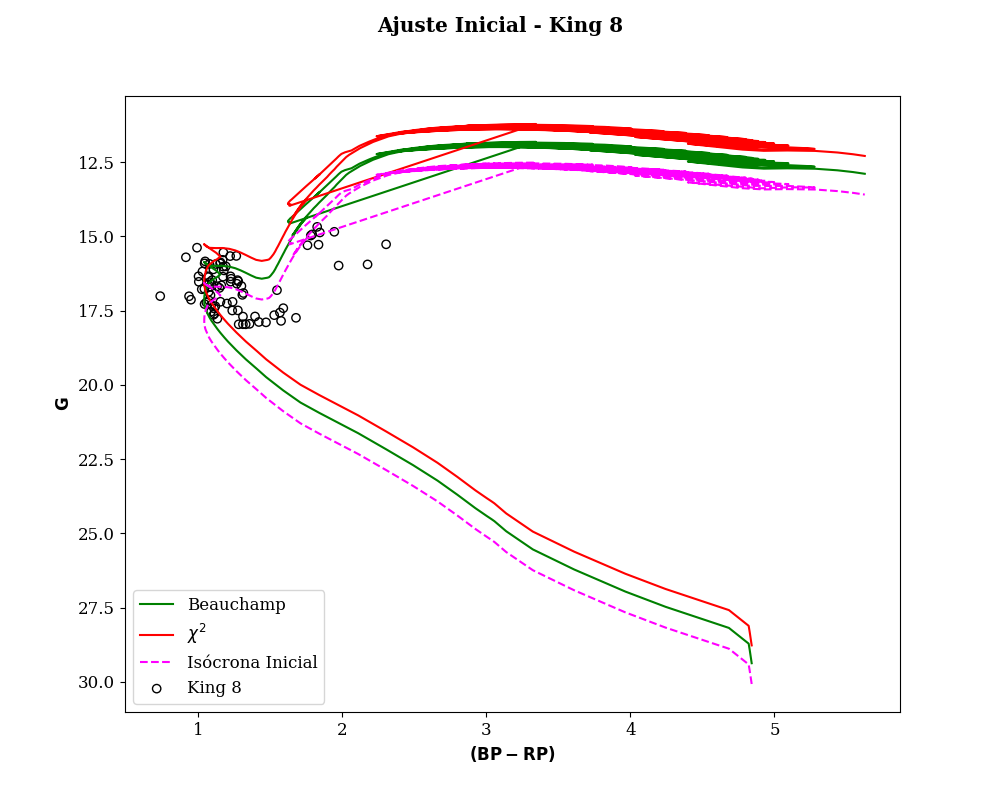 Ajuste Inicial - King 8
12.5
15.0
17.5
20.0
22.5
25.0
27.5
30.0
G
Beauchamp
χ²
Isócrona Inicial
King 8
1 2 3 4 5
(BP − RP)